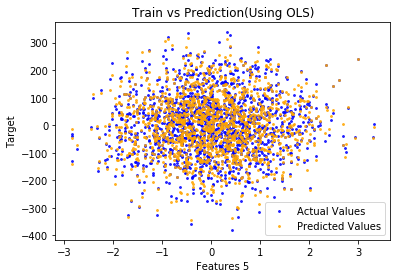 Train vs Prediction(Using OLS)
300
200
100
0
−100
−200
−300
−400
Target
Actual Values
Predicted Values
−3 −2 −1 0 1 2 3
Features 5